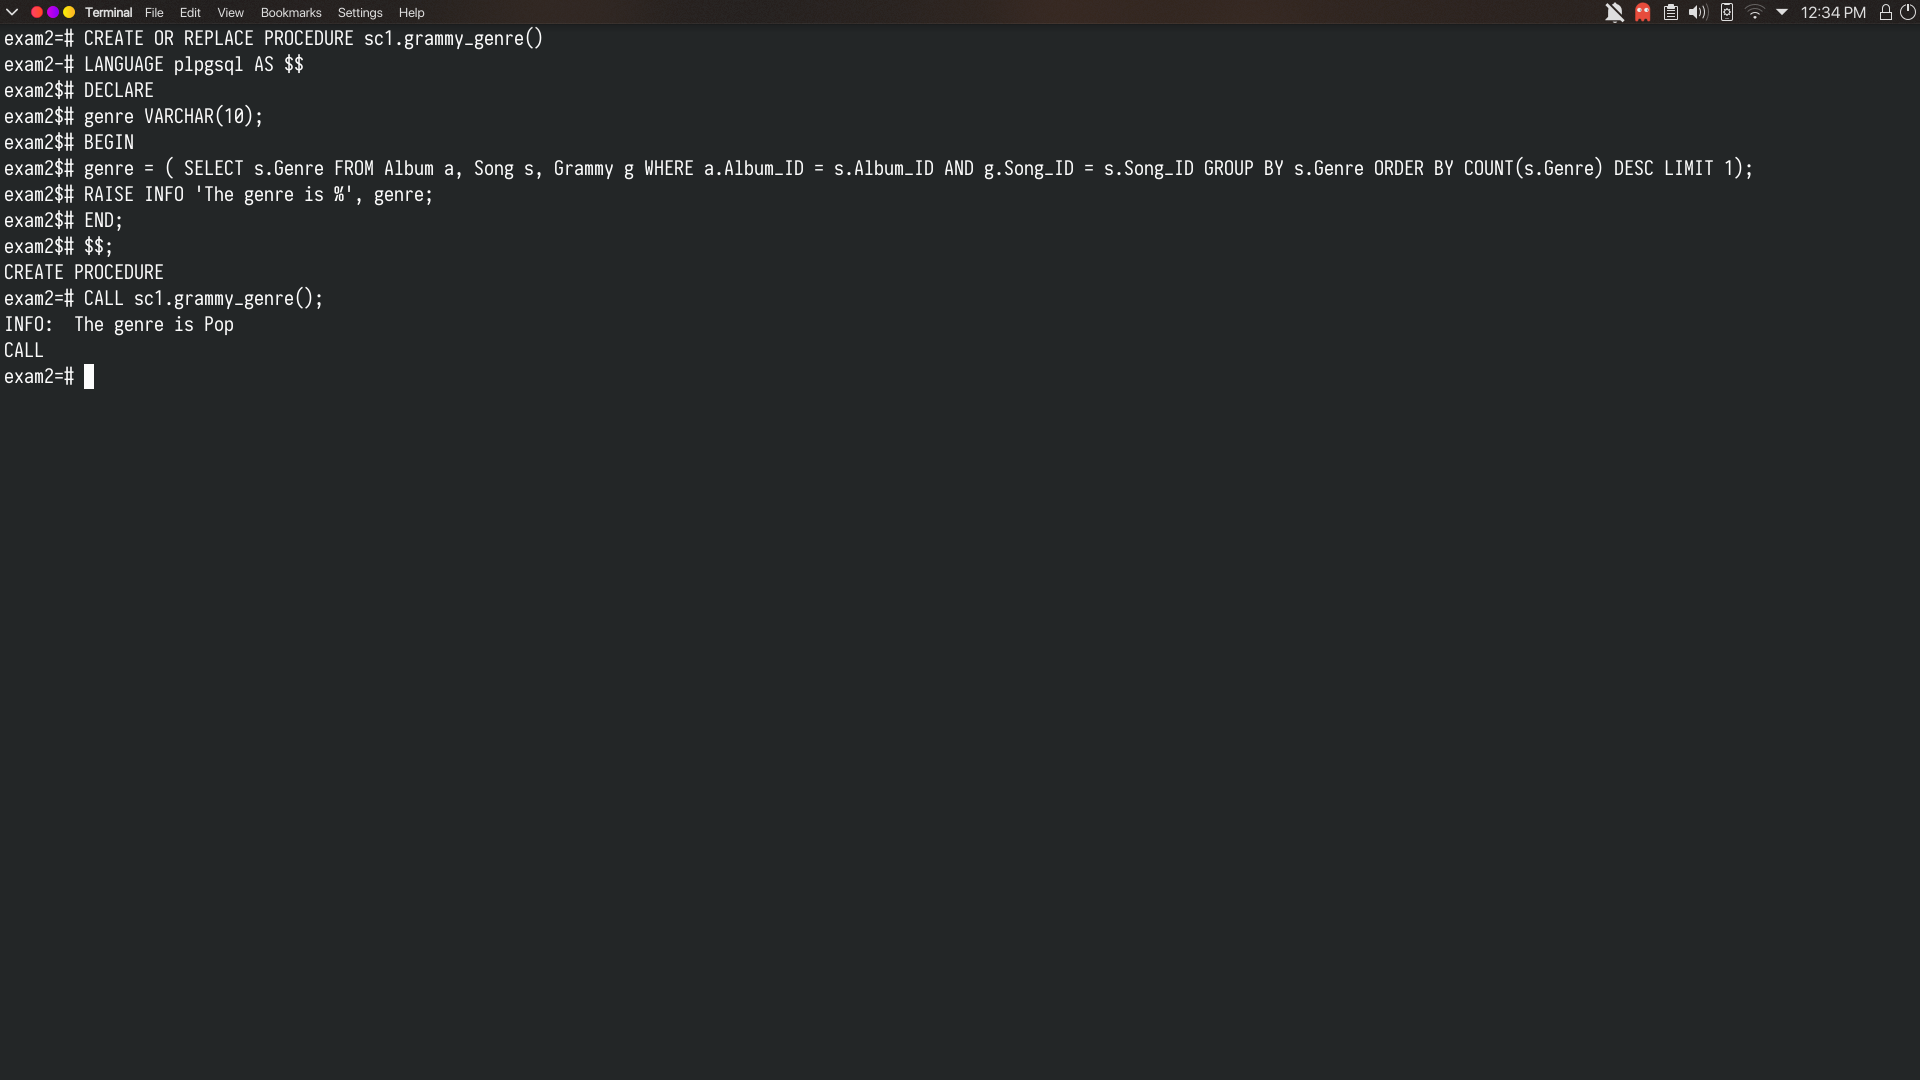 Terminal File Edit View Bookmarks Settings Help 12:34 PM
exam2=# CREATE OR REPLACE PROCEDURE sc1.grammy_genre()
exam2-# LANGUAGE plpgsql AS $$
exam2$# DECLARE
exam2$# genre VARCHAR(10);
exam2$# BEGIN
exam2$# genre = ( SELECT s.Genre FROM Album a, Song s, Grammy g WHERE a.Album_ID = s.Album_ID AND g.Song_ID = s.Song_ID GROUP BY s.Genre ORDER BY COUNT(s.Genre) DESC LIMIT 1);
exam2$# RAISE INFO 'The genre is %', genre;
exam2$# END;
exam2$# $$;
CREATE PROCEDURE
exam2=# CALL sc1.grammy_genre();
INFO:  The genre is Pop
CALL
exam2=#